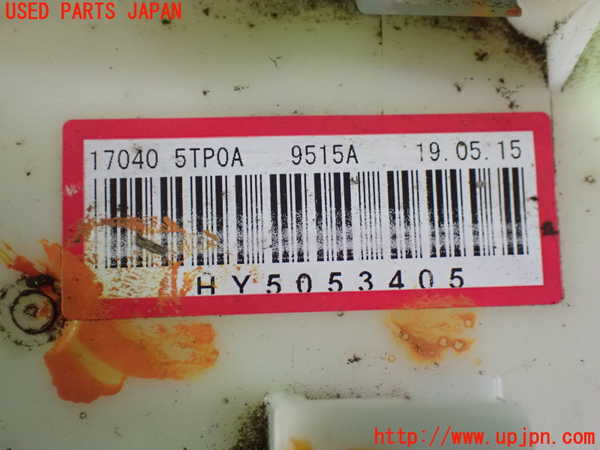 USED PARTS JAPAN
17040 5TP0A 9515A 19.05.15
HY5053405
http://www.upjpn.com/